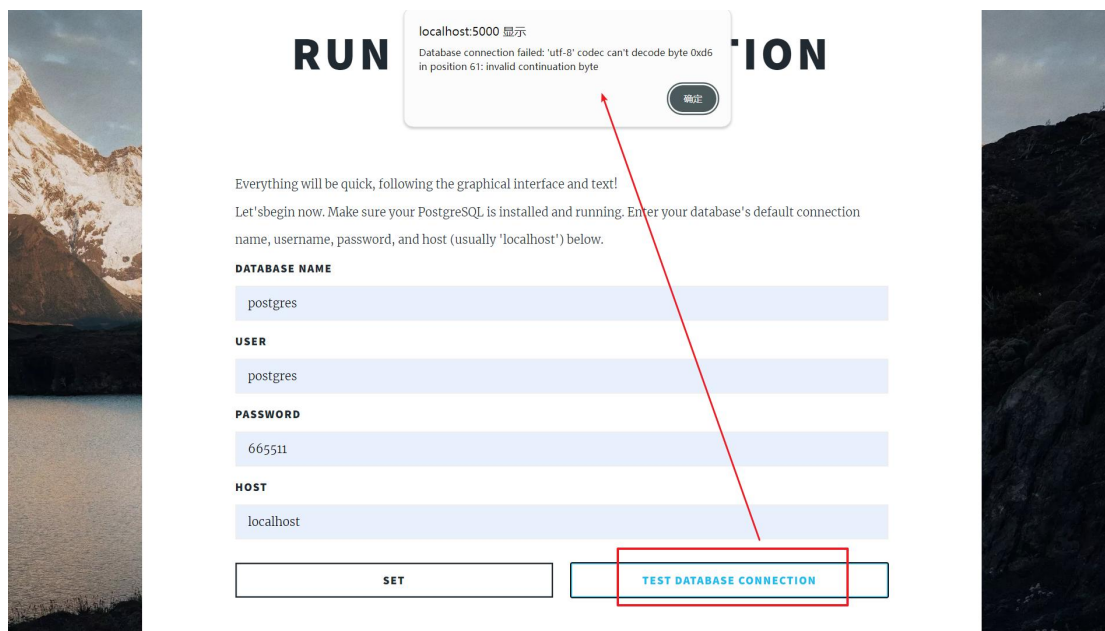 RUN
TION
localhost:5000 显示
Database connection failed: 'utf-8' codec can't decode byte 0xd6
in position 61: invalid continuation byte
确定
Everything will be quick, following the graphical interface and text!
Let'sbegin now. Make sure your PostgreSQL is installed and running. Enter your database's default connection
name, username, password, and host (usually 'localhost') below.
DATABASE NAME
postgres
USER
postgres
PASSWORD
665511
HOST
localhost
SET
TEST DATABASE CONNECTION